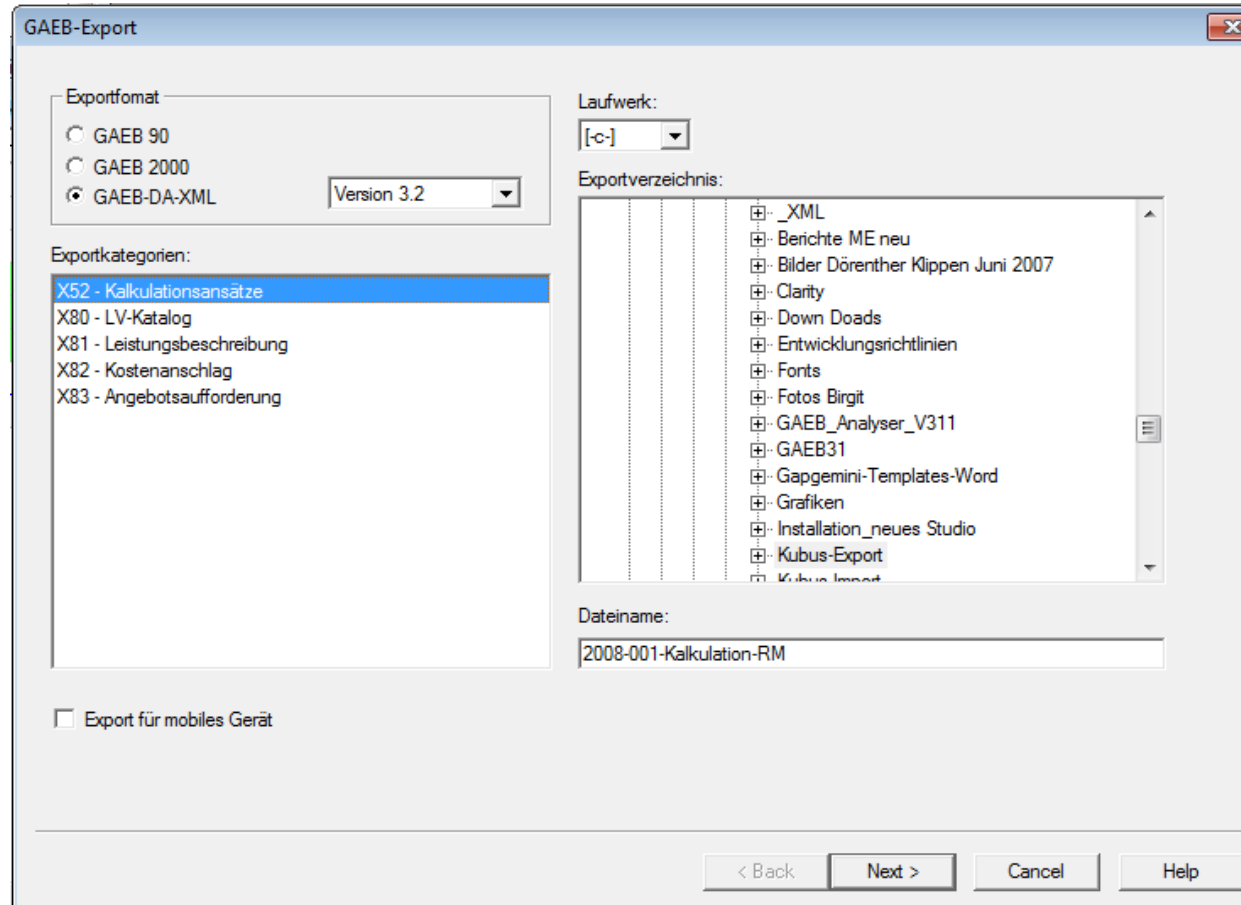 GAEB-Export
Exportfomat
GAEB 90
GAEB 2000
GAEB-DA-XML
Version 3.2
Exportkategorien:
X52 - Kalkulationsansätze
X80 - LV-Katalog
X81 - Leistungsbeschreibung
X82 - Kostenanschlag
X83 - Angebotsaufforderung
Export für mobiles Gerät
Laufwerk:
[-c-]
Exportverzeichnis:
_XML
Berichte ME neu
Bilder Dörenther Klippen Juni 2007
Clarity
Down Doads
Entwicklungsrichtlinien
Fonts
Fotos Birgit
GAEB_Analyser_V311
GAEB31
Gapgemini-Templates-Word
Grafiken
Installation_neues Studio
Kubus-Export
Kubus-Import
Dateiname:
2008-001-Kalkulation-RM
< Back
Next >
Cancel
Help